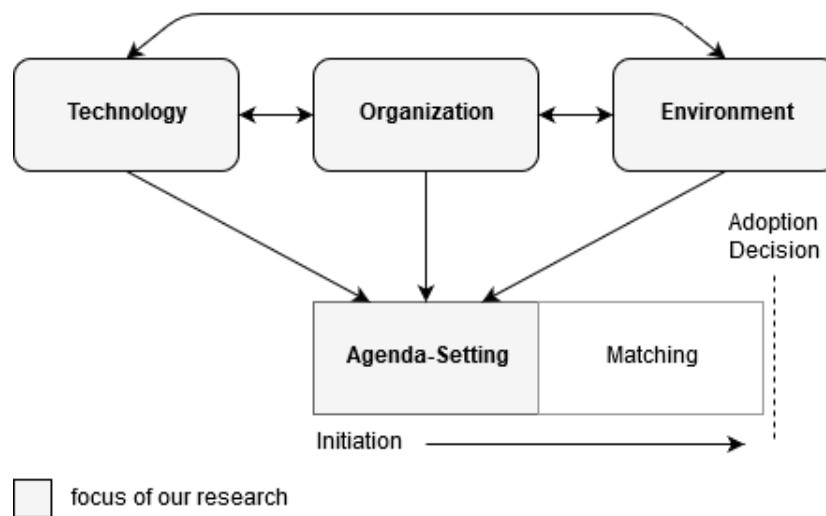 Technology
Organization
Environment
Adoption
Decision
Agenda-Setting
Matching
Initiation
focus of our research